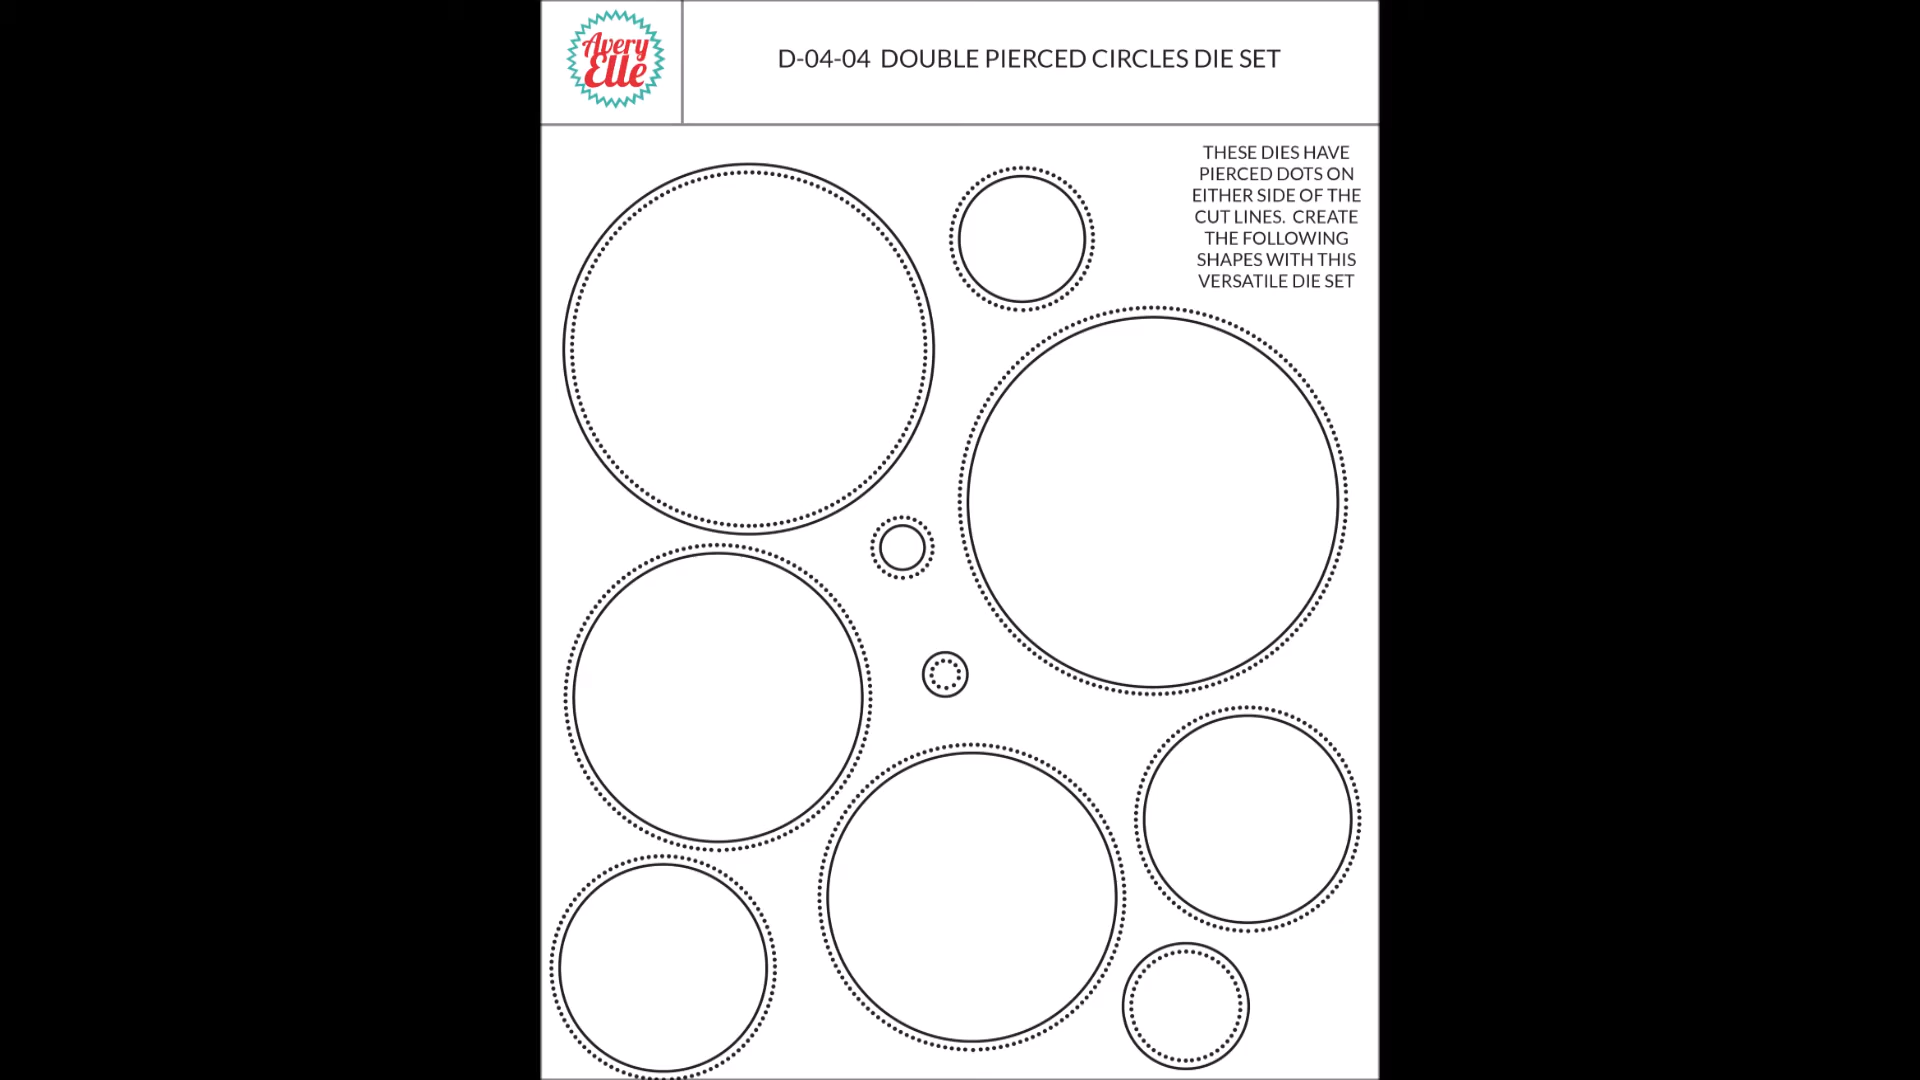 Avery
Elle
D-04-04 DOUBLE PIERCED CIRCLES DIE SET
THESE DIES HAVE
PIERCED DOTS ON
EITHER SIDE OF THE
CUT LINES. CREATE
THE FOLLOWING
SHAPES WITH THIS
VERSATILE DIE SET